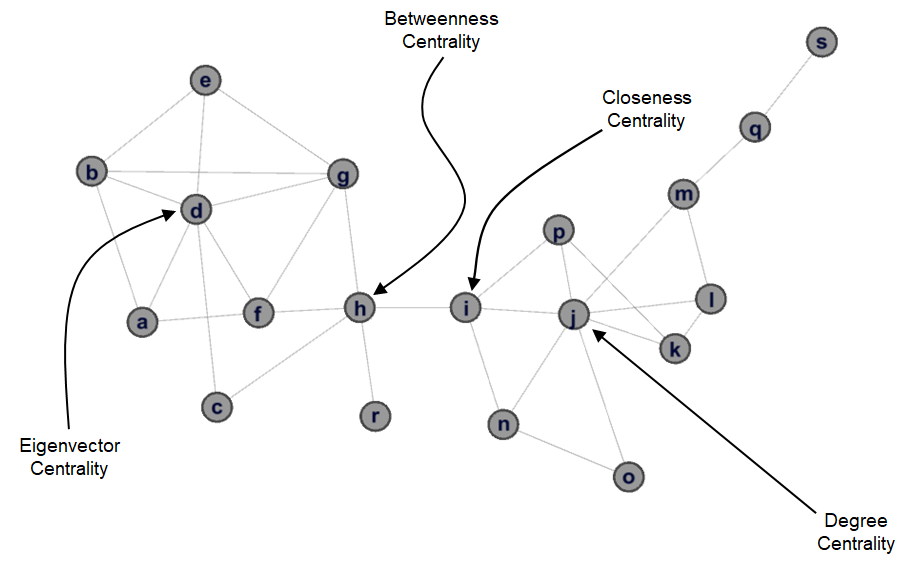 Betweenness
Centrality
s
e
Closeness
Centrality
q
b
g
m
d
p
l
a
f
h
i
j
k
c
r
n
Eigenvector
Centrality
o
Degree
Centrality